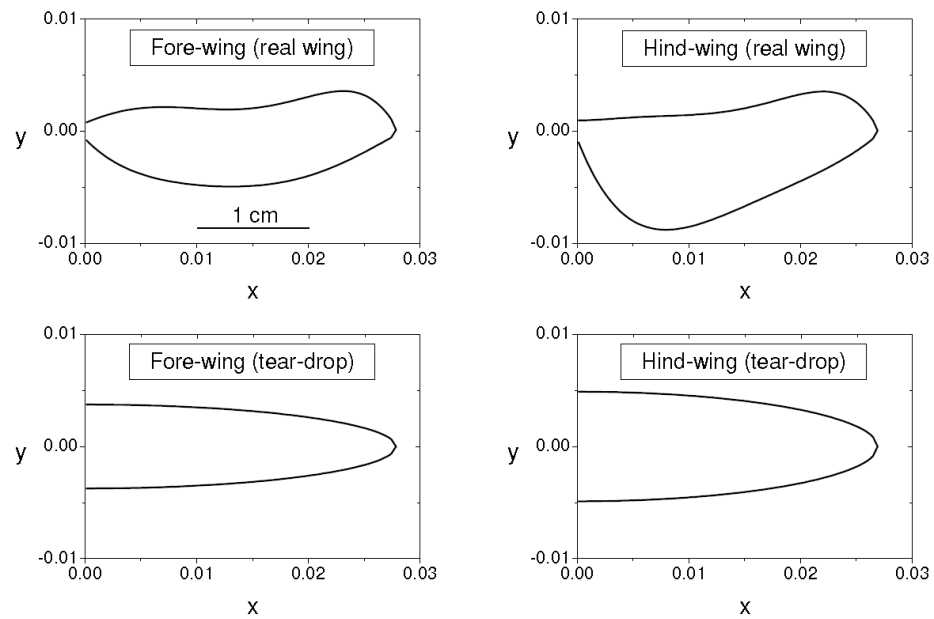 0.01
Fore-wing (real wing)
y
0.00
1 cm
-0.01
0.00
0.01
0.02
0.03
x
Hind-wing (real wing)
y
0.00
-0.01
0.00
0.01
0.02
0.03
x
0.01
0.01
Fore-wing (tear-drop)
y
0.00
-0.01
0.00
0.01
0.02
0.03
x
0.01
Hind-wing (tear-drop)
y
0.00
-0.01
0.00
0.01
0.02
0.03
x